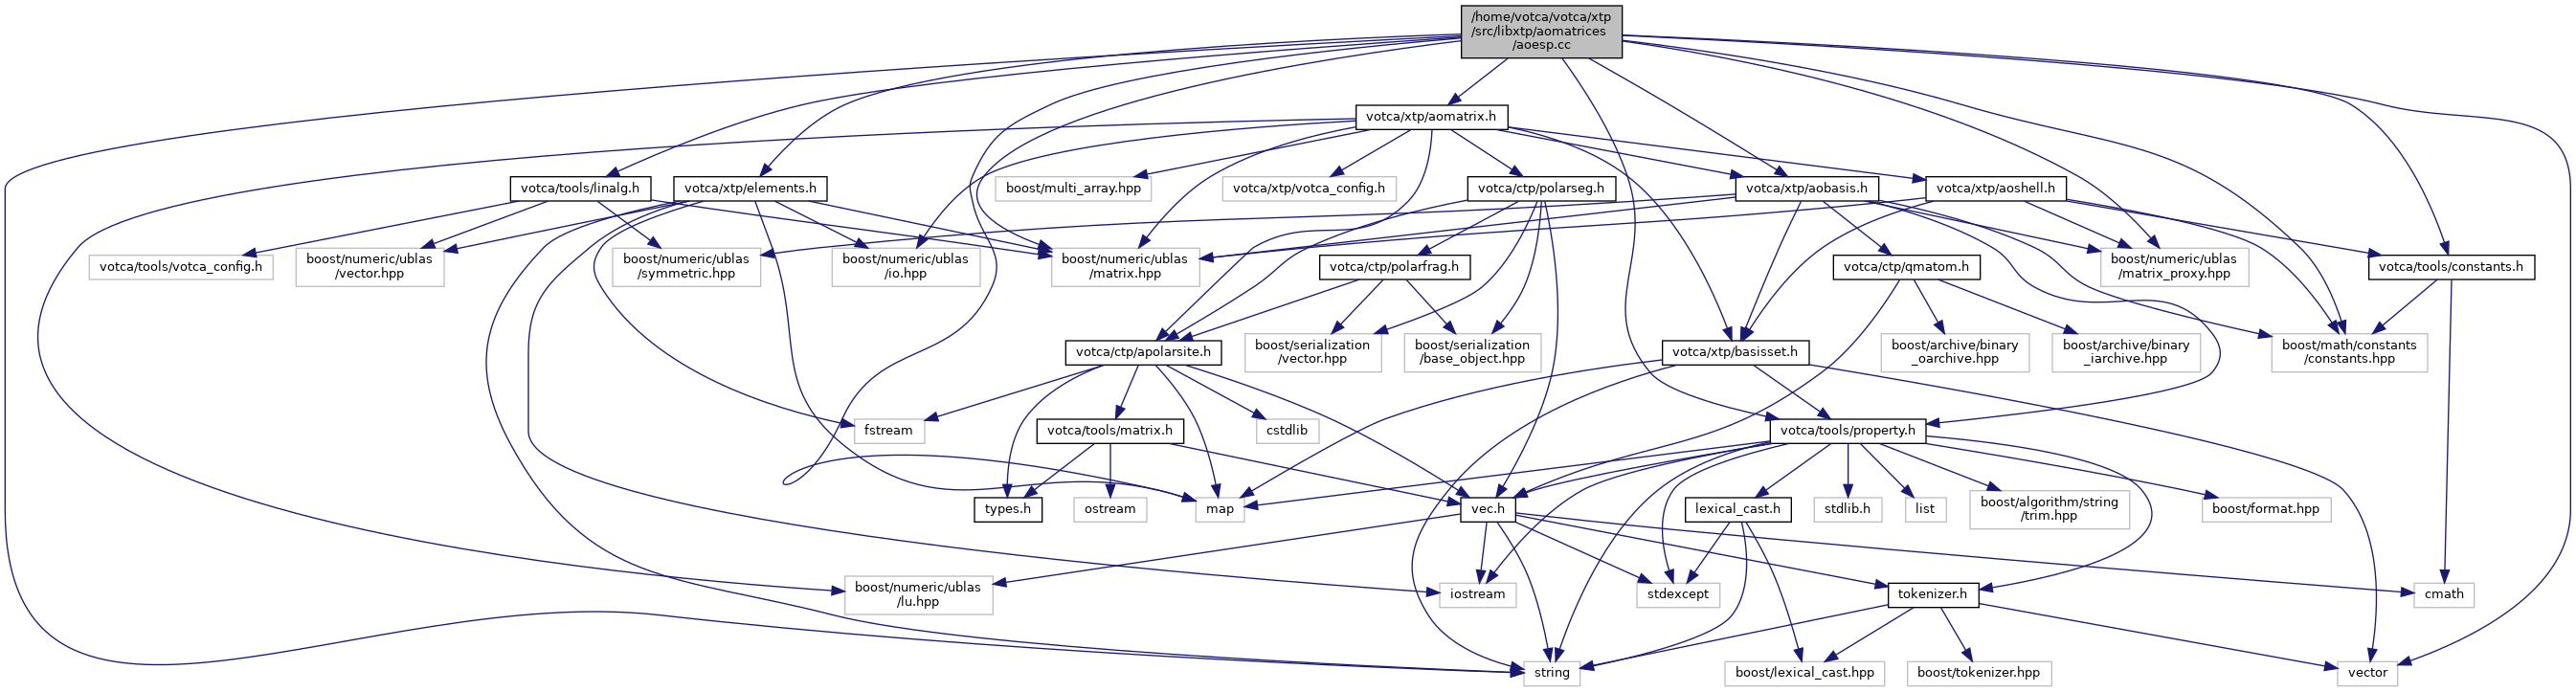 /home/votca/votca/xtp
/src/libxtp/aomatrices
/aoesp.cc
votca/xtp/aomatrix.h
votca/tools/linalg.h
votca/xtp/elements.h
boost/multi_array.hpp
votca/xtp/votca_config.h
votca/ctp/polarseg.h
votca/xtp/aobasis.h
votca/xtp/aoshell.h
votca/tools/votca_config.h
boost/numeric/ublas
/vector.hpp
boost/numeric/ublas
/symmetric.hpp
boost/numeric/ublas
/io.hpp
boost/numeric/ublas
/matrix.hpp
votca/ctp/polarfrag.h
votca/ctp/qmatom.h
boost/numeric/ublas
/matrix_proxy.hpp
votca/tools/constants.h
votca/ctp/apolarsite.h
boost/serialization
/vector.hpp
boost/serialization
/base_object.hpp
votca/xtp/basisset.h
boost/archive/binary
_oarchive.hpp
boost/archive/binary
_iarchive.hpp
boost/math/constants
/constants.hpp
fstream
votca/tools/matrix.h
cstdlib
votca/tools/property.h
types.h
ostream
map
vec.h
lexical_cast.h
stdlib.h
list
boost/algorithm/string
/trim.hpp
boost/format.hpp
boost/numeric/ublas
/lu.hpp
iostream
stdexcept
tokenizer.h
cmath
string
boost/lexical_cast.hpp
boost/tokenizer.hpp
vector